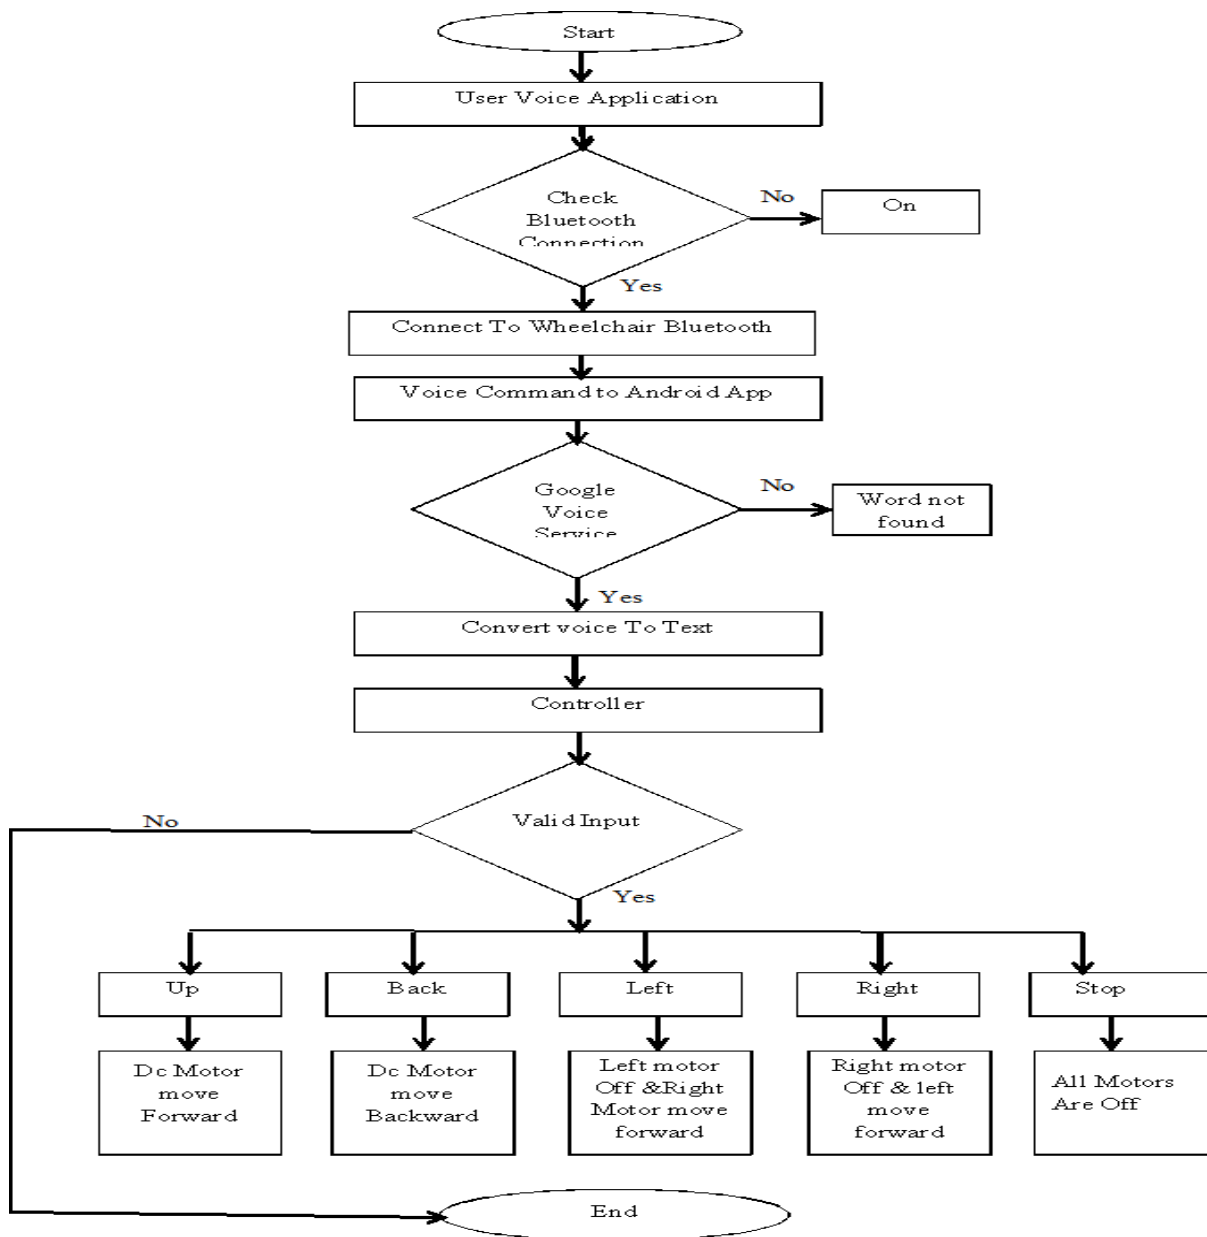 Start
User Voice Application
Check
Bluetooth
Connection
No
On
Yes
Connect To Wheelchair Bluetooth
Voice Command to Android App
Google
Voice
Service
No
Word not
found
Yes
Convert voice To Text
Controller
Valid Input
No
Yes
Up
Back
Left
Right
Stop
Dc Motor
move
Forward
Dc Motor
move
Backward
Left motor
Off &Right
Motor move
forward
Right motor
Off & left
move
forward
All Motors
Are Off
End